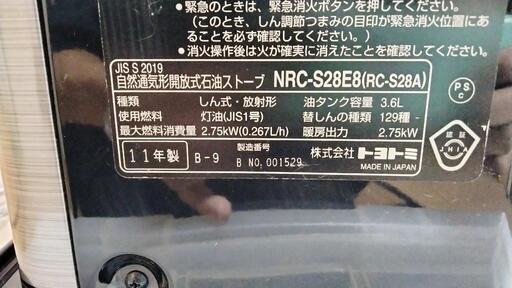 ●緊急のときは、緊急消火ボタンを押してください。
(このとき、しん調節つまみの目印が緊急消火位置にあ
ることを必ず確認してください。)
●消火操作後は火が確実に消えたことを確認してください。
JIS S 2019
自然通気形開放式石油ストーブ NRC-S28E8(RC-S28A)
種類 しん式・放射形 油タンク容量 3.6L
使用燃料 灯油(JIS1号) 替しんの種類 129種
最大燃料消費量 2.75kW(0.267L/h) 暖房出力 2.75kW
11年製 B-9 製造番号 B NO.001529 株式会社トヨトミ
MADE IN JAPAN
PS
C
認証
JHIA